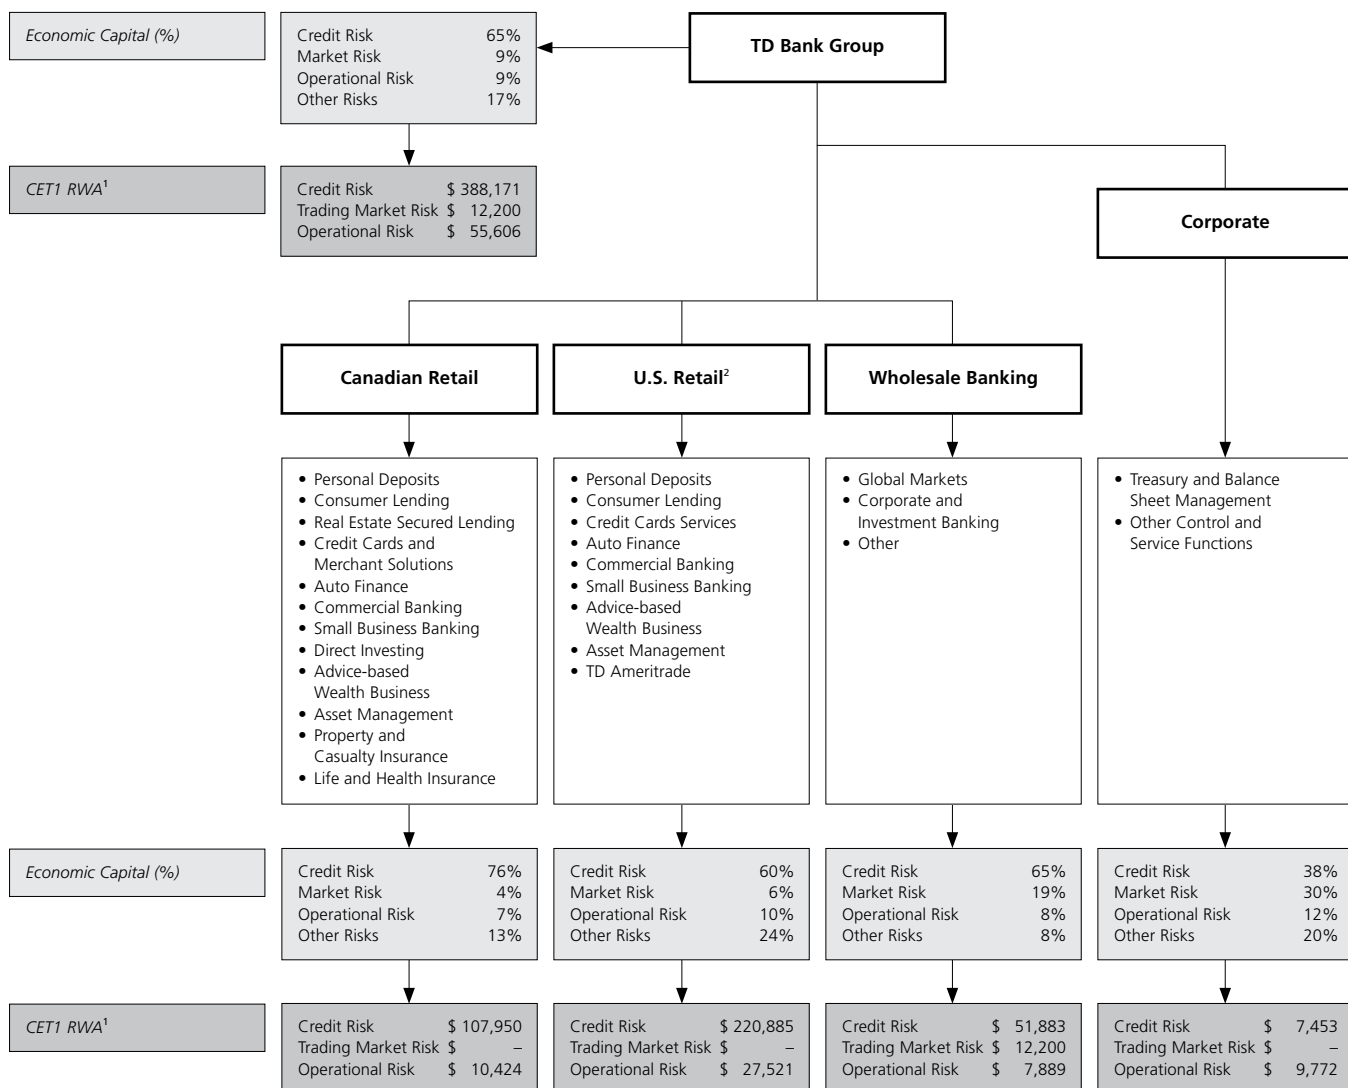 Economic Capital (%)
Credit Risk 65%
Market Risk 9%
Operational Risk 9%
Other Risks 17%
TD Bank Group
CET1 RWA¹
Credit Risk $ 388,171
Trading Market Risk $ 12,200
Operational Risk $ 55,606
Corporate
Canadian Retail
U.S. Retail²
Wholesale Banking
• Personal Deposits
• Consumer Lending
• Real Estate Secured Lending
• Credit Cards and
Merchant Solutions
• Auto Finance
• Commercial Banking
• Small Business Banking
• Direct Investing
• Advice-based
Wealth Business
• Asset Management
• Property and
Casualty Insurance
• Life and Health Insurance
• Personal Deposits
• Consumer Lending
• Credit Cards Services
• Auto Finance
• Commercial Banking
• Small Business Banking
• Advice-based
Wealth Business
• Asset Management
• TD Ameritrade
• Global Markets
• Corporate and
Investment Banking
• Other
• Treasury and Balance
Sheet Management
• Other Control and
Service Functions
Economic Capital (%)
Credit Risk 76%
Market Risk 4%
Operational Risk 7%
Other Risks 13%
Credit Risk 60%
Market Risk 6%
Operational Risk 10%
Other Risks 24%
Credit Risk 65%
Market Risk 19%
Operational Risk 8%
Other Risks 8%
Credit Risk 38%
Market Risk 30%
Operational Risk 12%
Other Risks 20%
CET1 RWA¹
Credit Risk $ 107,950
Trading Market Risk $ –
Operational Risk $ 10,424
Credit Risk $ 220,885
Trading Market Risk $ –
Operational Risk $ 27,521
Credit Risk $ 51,883
Trading Market Risk $ 12,200
Operational Risk $ 7,889
Credit Risk $ 7,453
Trading Market Risk $ –
Operational Risk $ 9,772